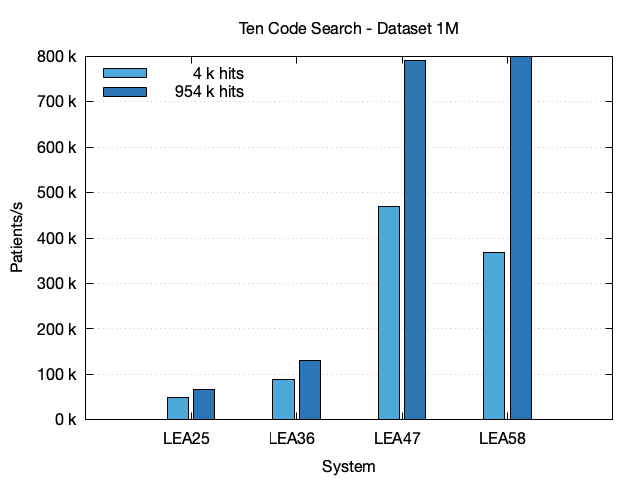 Ten Code Search - Dataset 1M
800 k
700 k
600 k
500 k
400 k
300 k
200 k
100 k
0 k
4 k hits
954 k hits
Patients/s
LEA25 LEA36 LEA47 LEA58
System